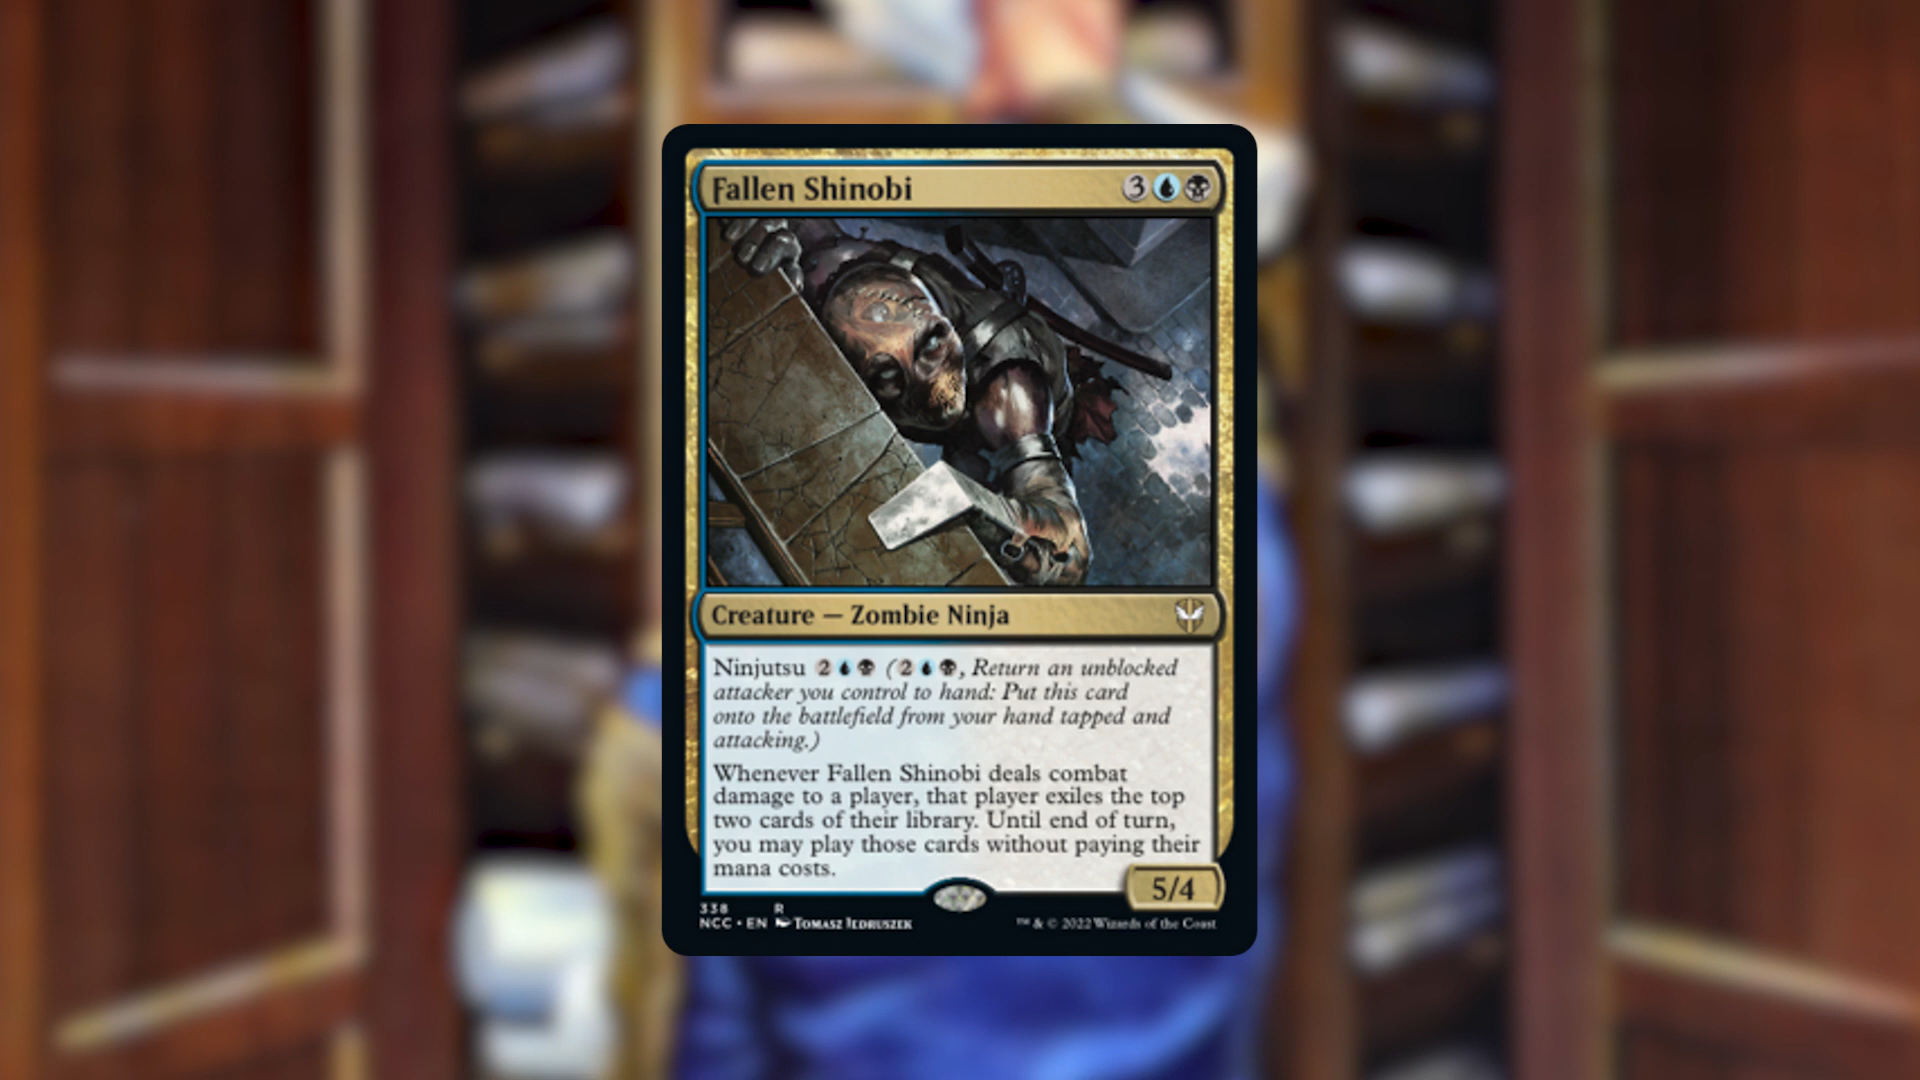 Fallen Shinobi 3
Creature — Zombie Ninja
Ninjutsu 2 (2 , Return an unblocked
attacker you control to hand: Put this card
onto the battlefield from your hand tapped and
attacking.)
Whenever Fallen Shinobi deals combat
damage to a player, that player exiles the top
two cards of their library. Until end of turn,
you may play those cards without paying their
mana costs.
5/4
338 R
NCC • EN TOMASZ JEDRUSZEK
™ & © 2022 Wizards of the Coast